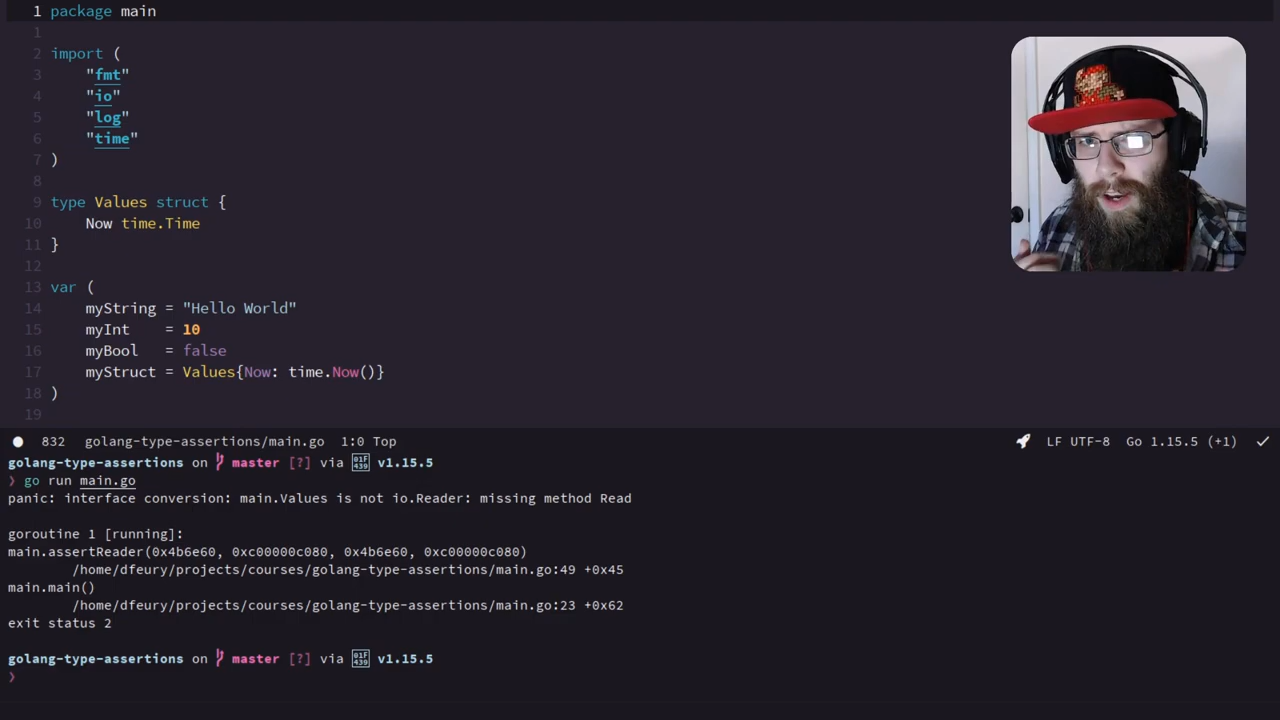 1 package main
1
2 import (
3 "fmt"
4 "io"
5 "log"
6 "time"
7 )
8
9 type Values struct {
10 Now time.Time
11 }
12
13 var (
14 myString = "Hello World"
15 myInt = 10
16 myBool = false
17 myStruct = Values{Now: time.Now()}
18 )
19
832 golang-type-assertions/main.go 1:0 Top LF UTF-8 Go 1.15.5 (+1)
golang-type-assertions on master [?] via 01F439 v1.15.5
❯ go run main.go
panic: interface conversion: main.Values is not io.Reader: missing method Read
goroutine 1 [running]:
main.assertReader(0x4b6e60, 0xc00000c080, 0x4b6e60, 0xc00000c080)
/home/dfeury/projects/courses/golang-type-assertions/main.go:49 +0x45
main.main()
/home/dfeury/projects/courses/golang-type-assertions/main.go:23 +0x62
exit status 2
golang-type-assertions on master [?] via 01F439 v1.15.5
❯